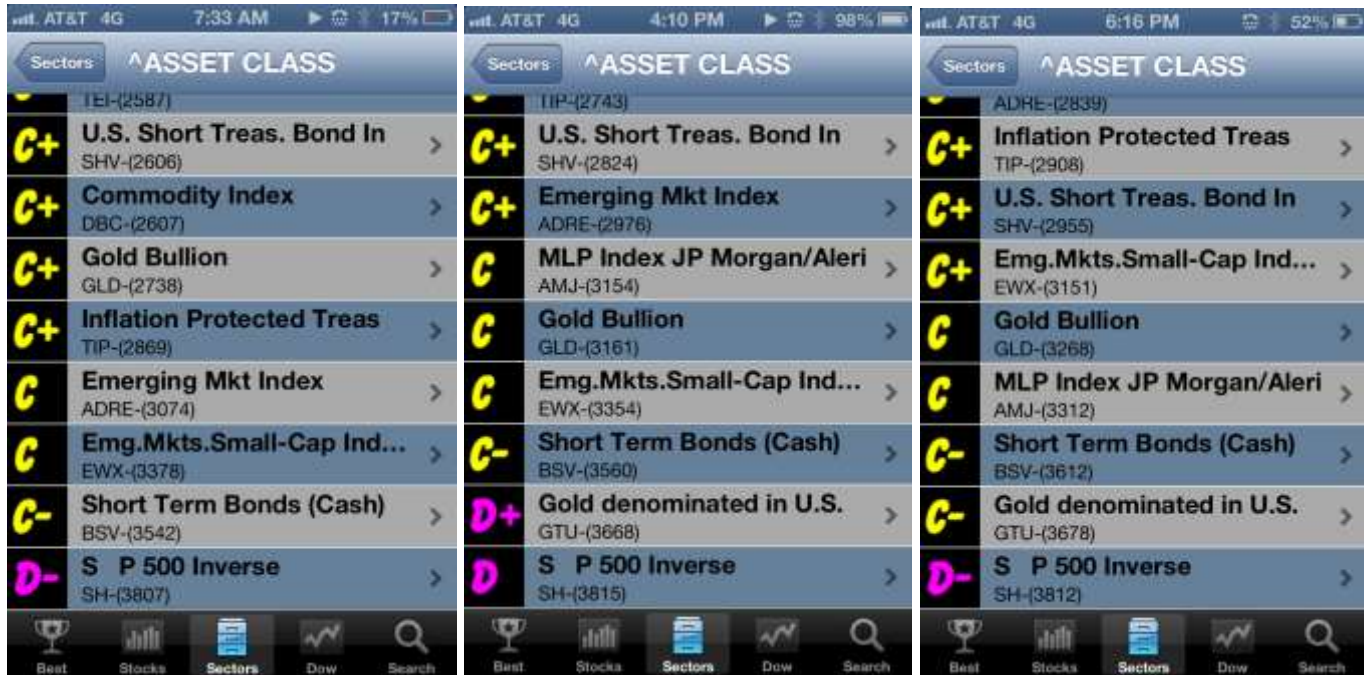 AT&T 4G 7:33 AM 17%
Sectors ^ASSET CLASS
TEI-(2587)
C+ U.S. Short Treas. Bond In
SHV-(2606)
C+ Commodity Index
DBC-(2607)
C+ Gold Bullion
GLD-(2738)
C+ Inflation Protected Treas
TIP-(2869)
C Emerging Mkt Index
ADRE-(3074)
C Emg.Mkts.Small-Cap Ind...
EWX-(3378)
C- Short Term Bonds (Cash)
BSV-(3542)
D- S P 500 Inverse
SH-(3807)
Best Stocks Sectors Dow Search
AT&T 4G 4:10 PM 98%
Sectors ^ASSET CLASS
TIP-(2743)
C+ U.S. Short Treas. Bond In
SHV-(2824)
C+ Emerging Mkt Index
ADRE-(2976)
C MLP Index JP Morgan/Aleri
AMJ-(3154)
C Gold Bullion
GLD-(3161)
C Emg.Mkts.Small-Cap Ind...
EWX-(3354)
C- Short Term Bonds (Cash)
BSV-(3560)
D+ Gold denominated in U.S.
GTU-(3668)
D S P 500 Inverse
SH-(3815)
Best Stocks Sectors Dow Search
AT&T 4G 6:16 PM 52%
Sectors ^ASSET CLASS
ADRE-(2839)
C+ Inflation Protected Treas
TIP-(2908)
C+ U.S. Short Treas. Bond In
SHV-(2955)
C+ Emg.Mkts.Small-Cap Ind...
EWX-(3151)
C Gold Bullion
GLD-(3268)
C MLP Index JP Morgan/Aleri
AMJ-(3312)
C- Short Term Bonds (Cash)
BSV-(3612)
C- Gold denominated in U.S.
GTU-(3678)
D- S P 500 Inverse
SH-(3812)
Best Stocks Sectors Dow Search